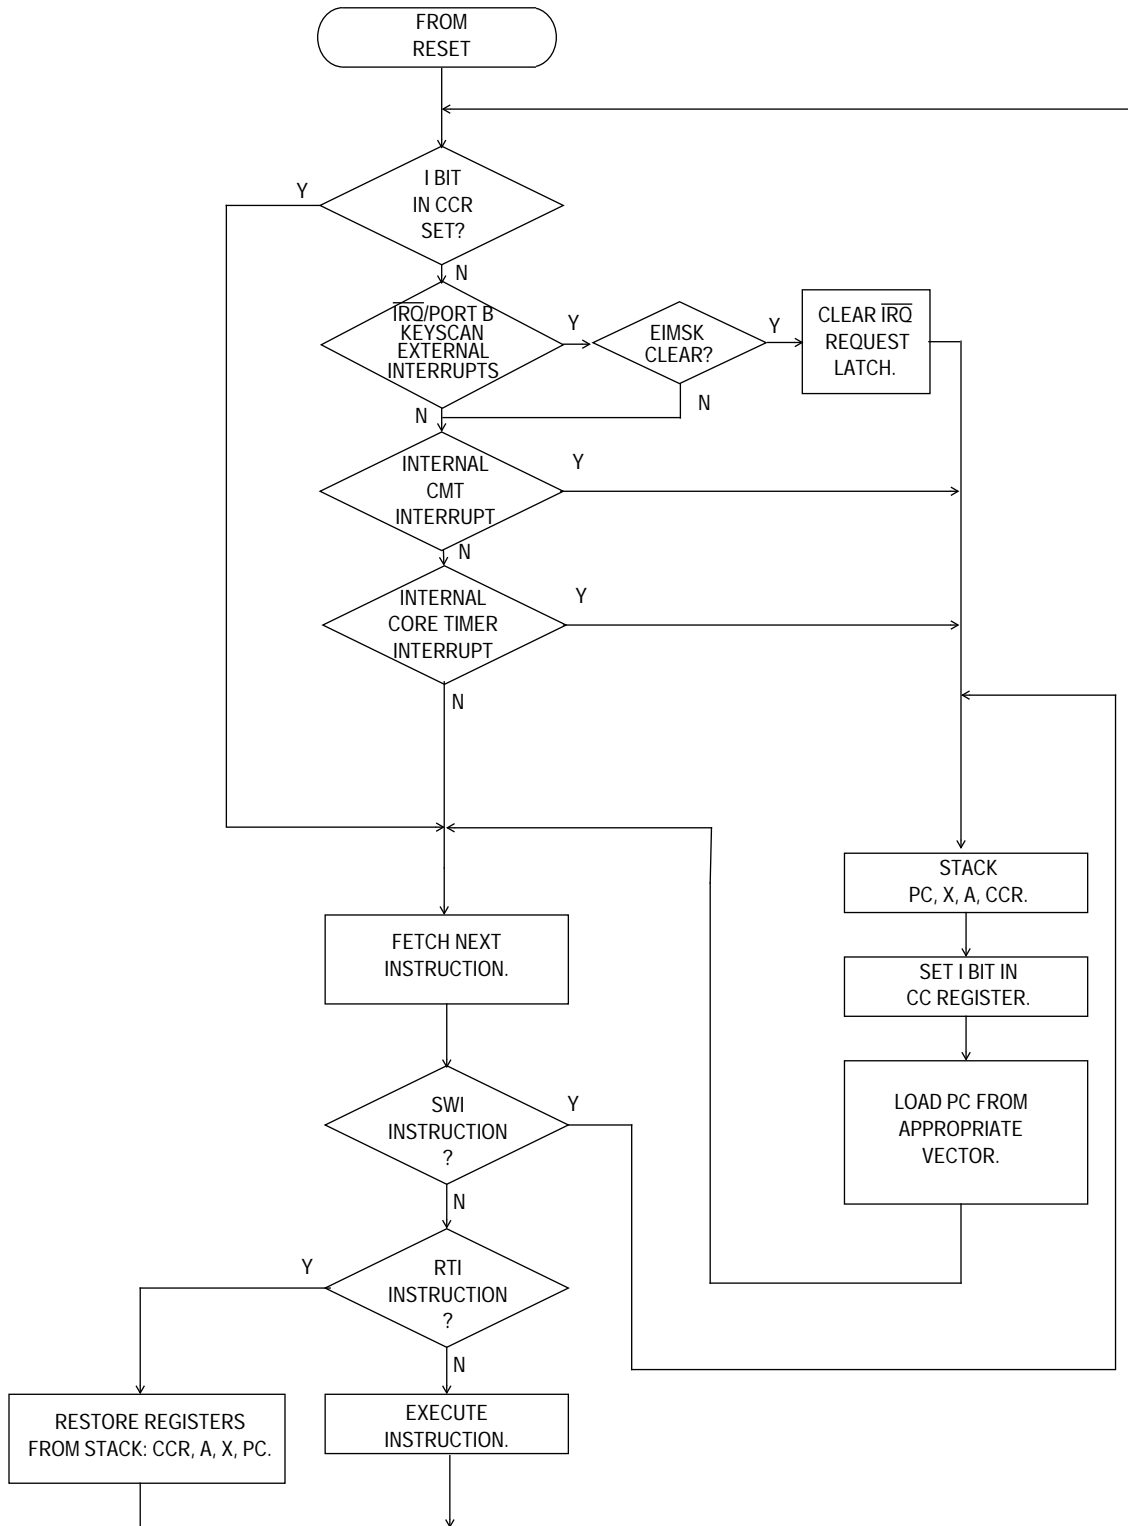 FROM
RESET
I BIT
IN CCR
SET?
Y
N
I̅R̅Q̅/PORT B
KEYSCAN
EXTERNAL
INTERRUPTS
Y
EIMSK
CLEAR?
Y
CLEAR I̅R̅Q̅
REQUEST
LATCH.
N
N
INTERNAL
CMT
INTERRUPT
Y
N
INTERNAL
CORE TIMER
INTERRUPT
Y
N
STACK
PC, X, A, CCR.
SET I BIT IN
CC REGISTER.
LOAD PC FROM
APPROPRIATE
VECTOR.
FETCH NEXT
INSTRUCTION.
SWI
INSTRUCTION
?
Y
N
RTI
INSTRUCTION
?
Y
N
RESTORE REGISTERS
FROM STACK: CCR, A, X, PC.
EXECUTE
INSTRUCTION.